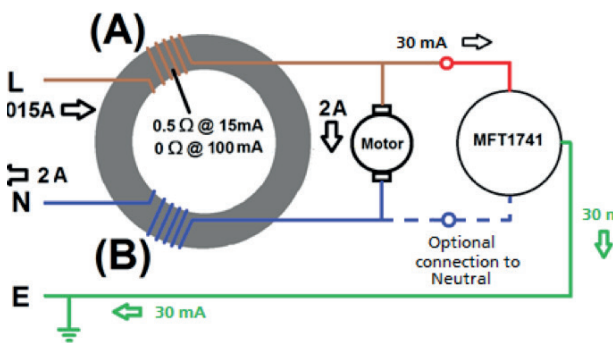 (A)
30 mA
L
015A
0.5 Ω @ 15mA
0 Ω @ 100 mA
2A
Motor
MFT1741
2 A
N
30 m
(B)
Optional
connection to
Neutral
E
30 mA